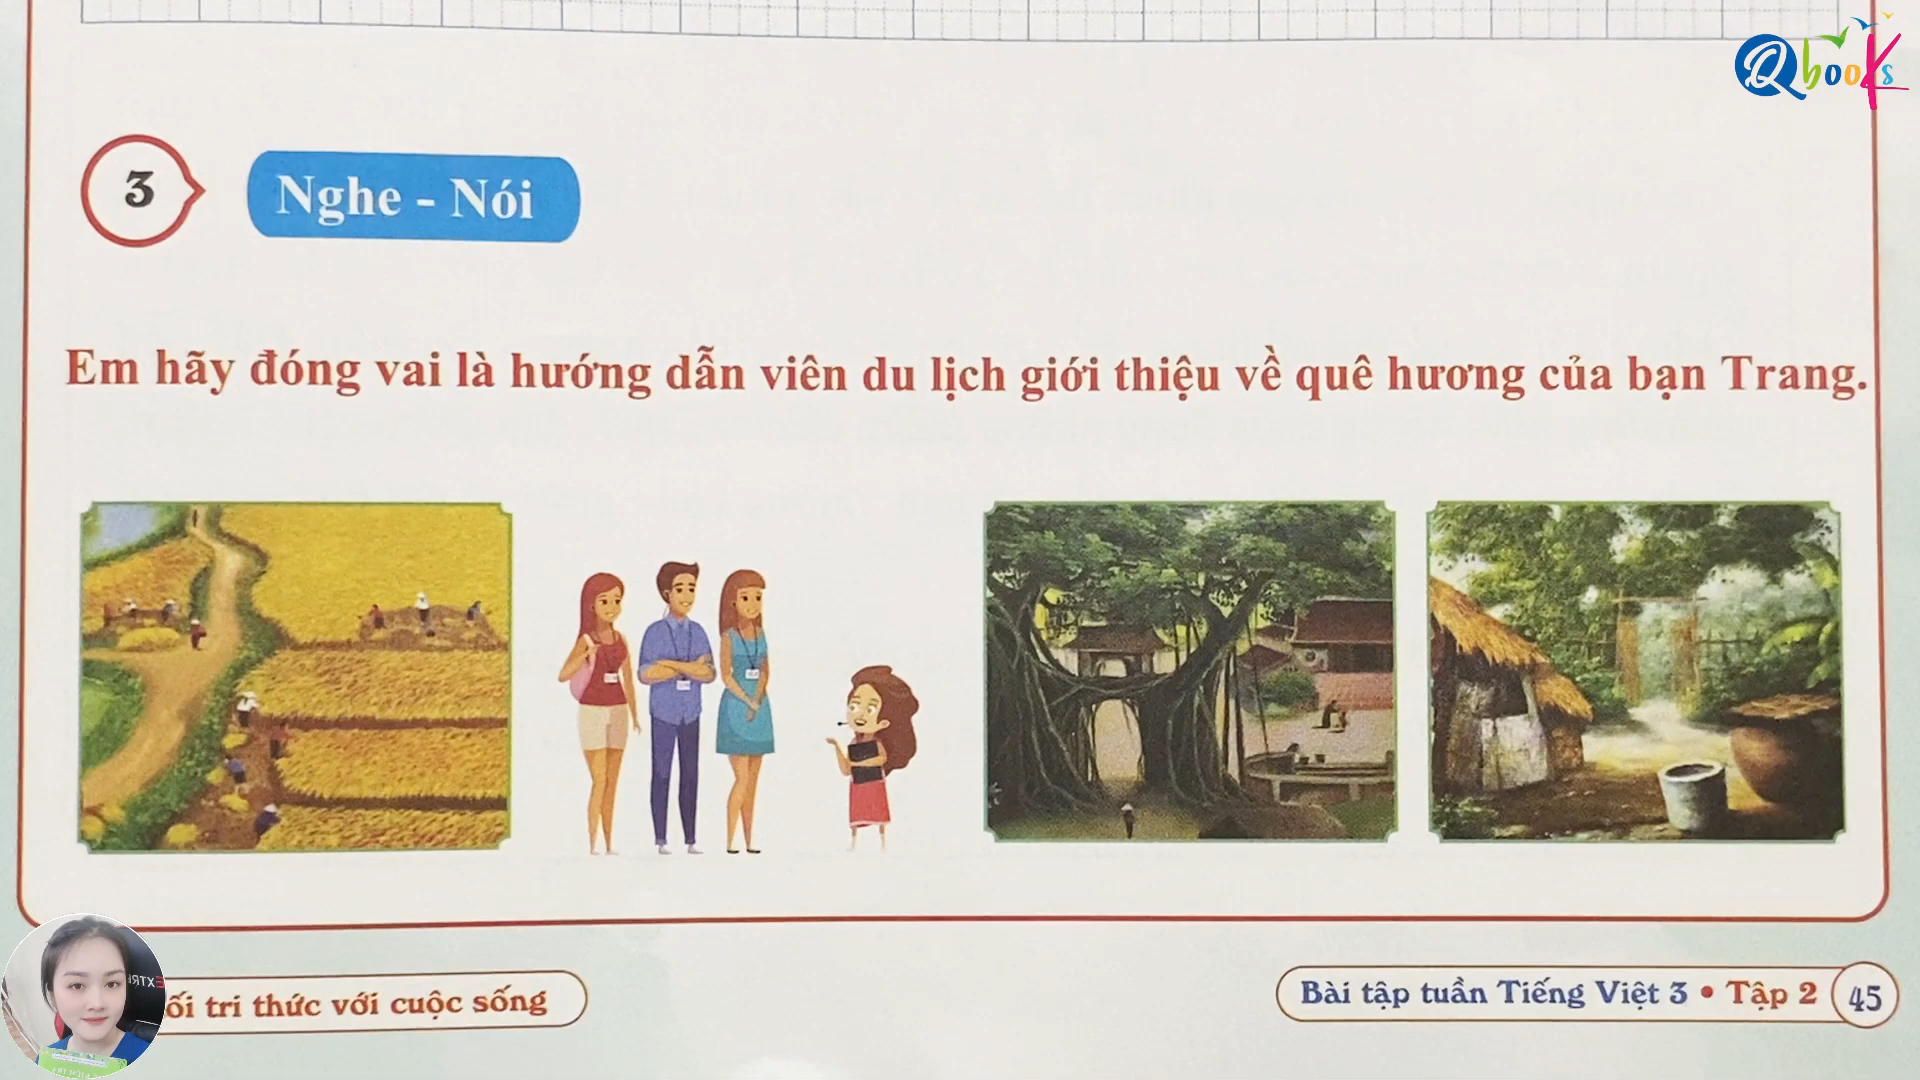 Qbooks
3
Nghe - Nói
Em hãy đóng vai là hướng dẫn viên du lịch giới thiệu về quê hương của bạn Trang.
tri thức với cuộc sống
Bài tập tuần Tiếng Việt 3 • Tập 2
45